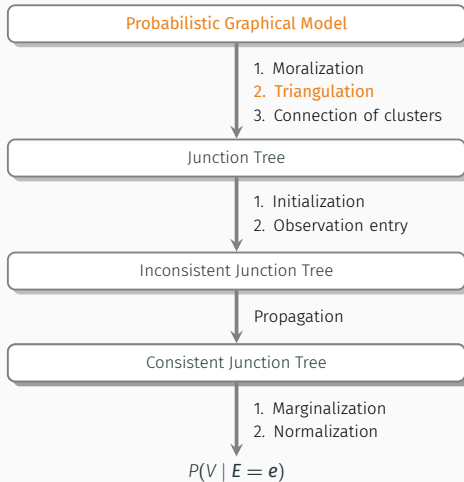 Probabilistic Graphical Model
1. Moralization
2. Triangulation
3. Connection of clusters
Junction Tree
1. Initialization
2. Observation entry
Inconsistent Junction Tree
Propagation
Consistent Junction Tree
1. Marginalization
2. Normalization
P(V | E = e)